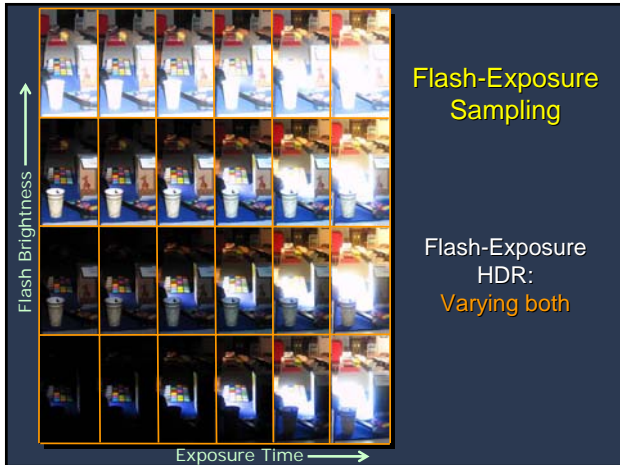 Flash-Exposure
Sampling
Flash-Exposure
HDR:
Varying both
Flash Brightness
Exposure Time